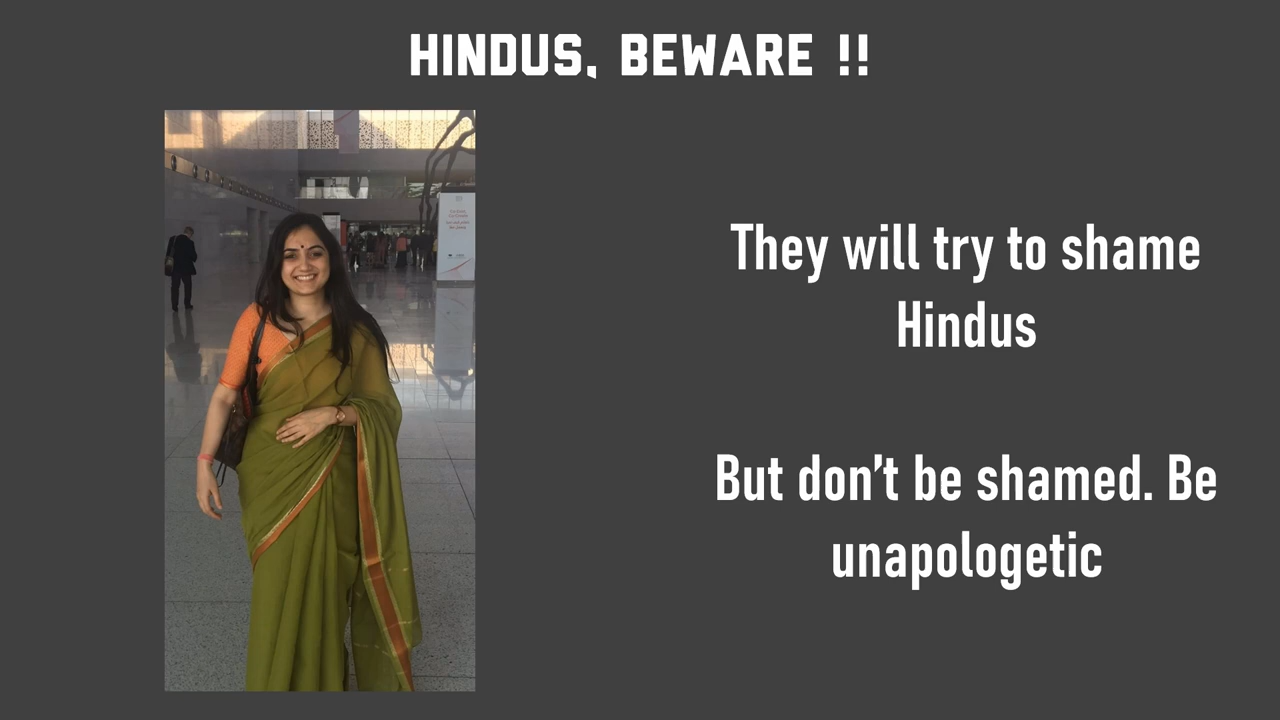 HINDUS, BEWARE !!
They will try to shame
Hindus
But don't be shamed. Be
unapologetic